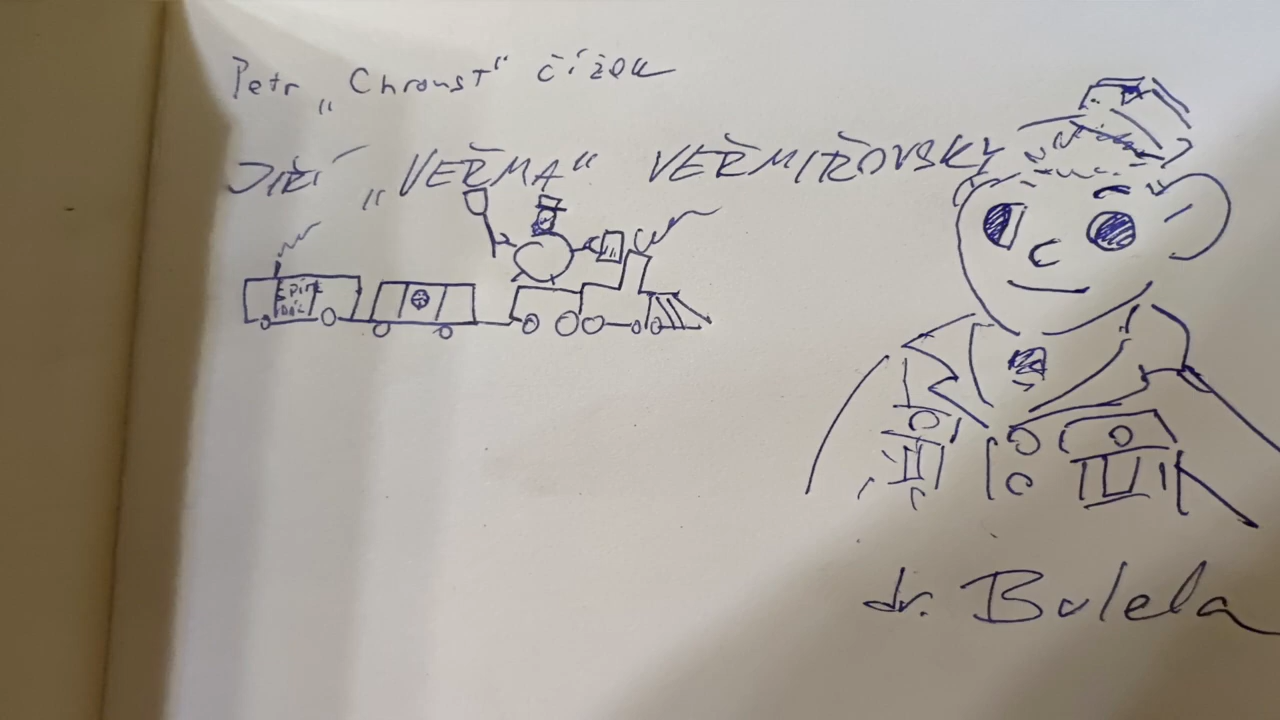 Petr „Chroust“ Čížek
JIŘÍ „VEŘMA“ VEŘMIŘOVSKÝ
dr. Bulela